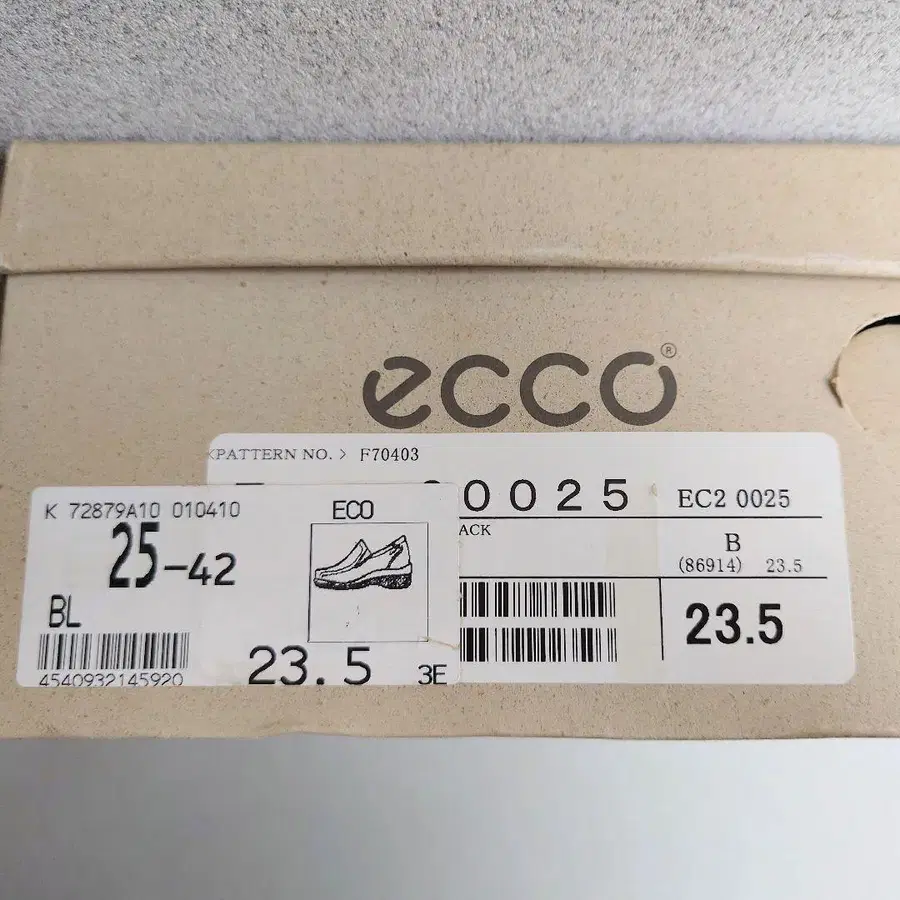 ecco®
<PATTERN NO.> F70403
0025 EC2 0025
ACK
B
(86914) 23.5
23.5
K 72879A10 010410 ECO
25-42
BL
4540932145920
23.5 3E